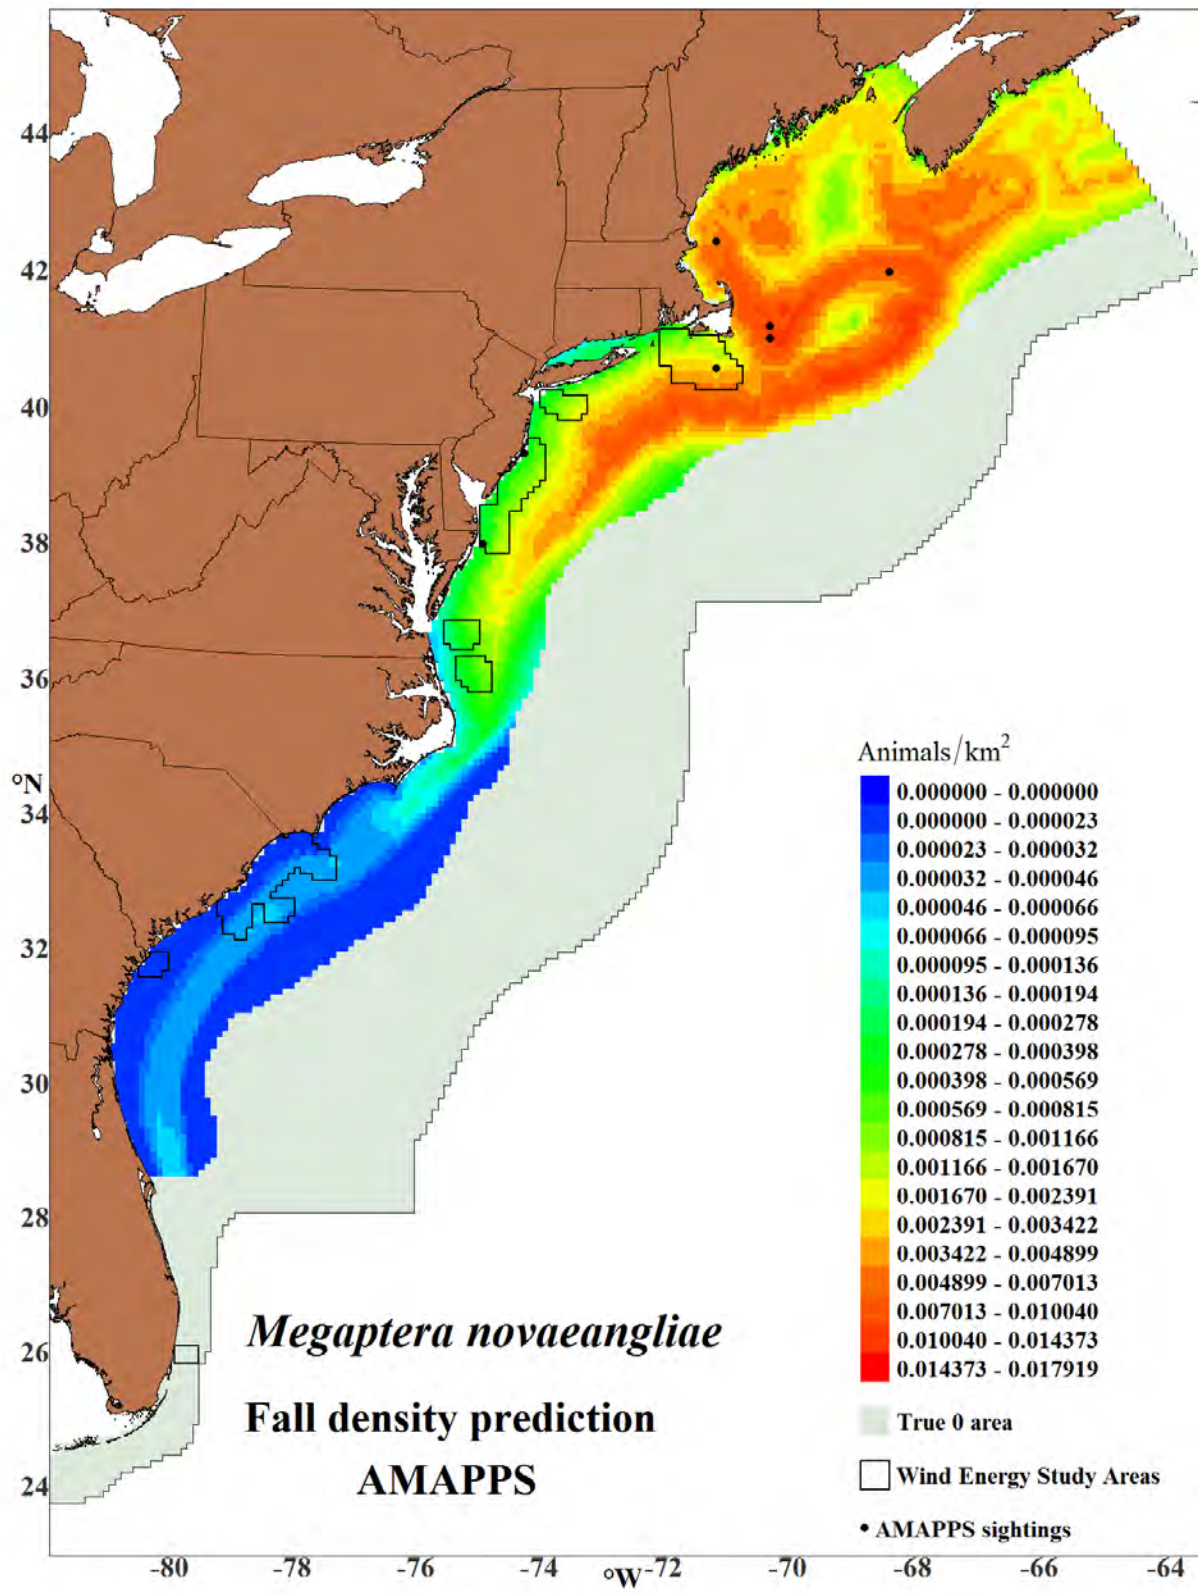 44
42
40
38
36
°N
34
32
30
28
26
24
-80
-78
-76
-74
°W
-72
-70
-68
-66
-64
Animals/km²
0.000000 - 0.000000
0.000000 - 0.000023
0.000023 - 0.000032
0.000032 - 0.000046
0.000046 - 0.000066
0.000066 - 0.000095
0.000095 - 0.000136
0.000136 - 0.000194
0.000194 - 0.000278
0.000278 - 0.000398
0.000398 - 0.000569
0.000569 - 0.000815
0.000815 - 0.001166
0.001166 - 0.001670
0.001670 - 0.002391
0.002391 - 0.003422
0.003422 - 0.004899
0.004899 - 0.007013
0.007013 - 0.010040
0.010040 - 0.014373
0.014373 - 0.017919
True 0 area
Wind Energy Study Areas
AMAPPS sightings
Megaptera novaeangliae
Fall density prediction
AMAPPS